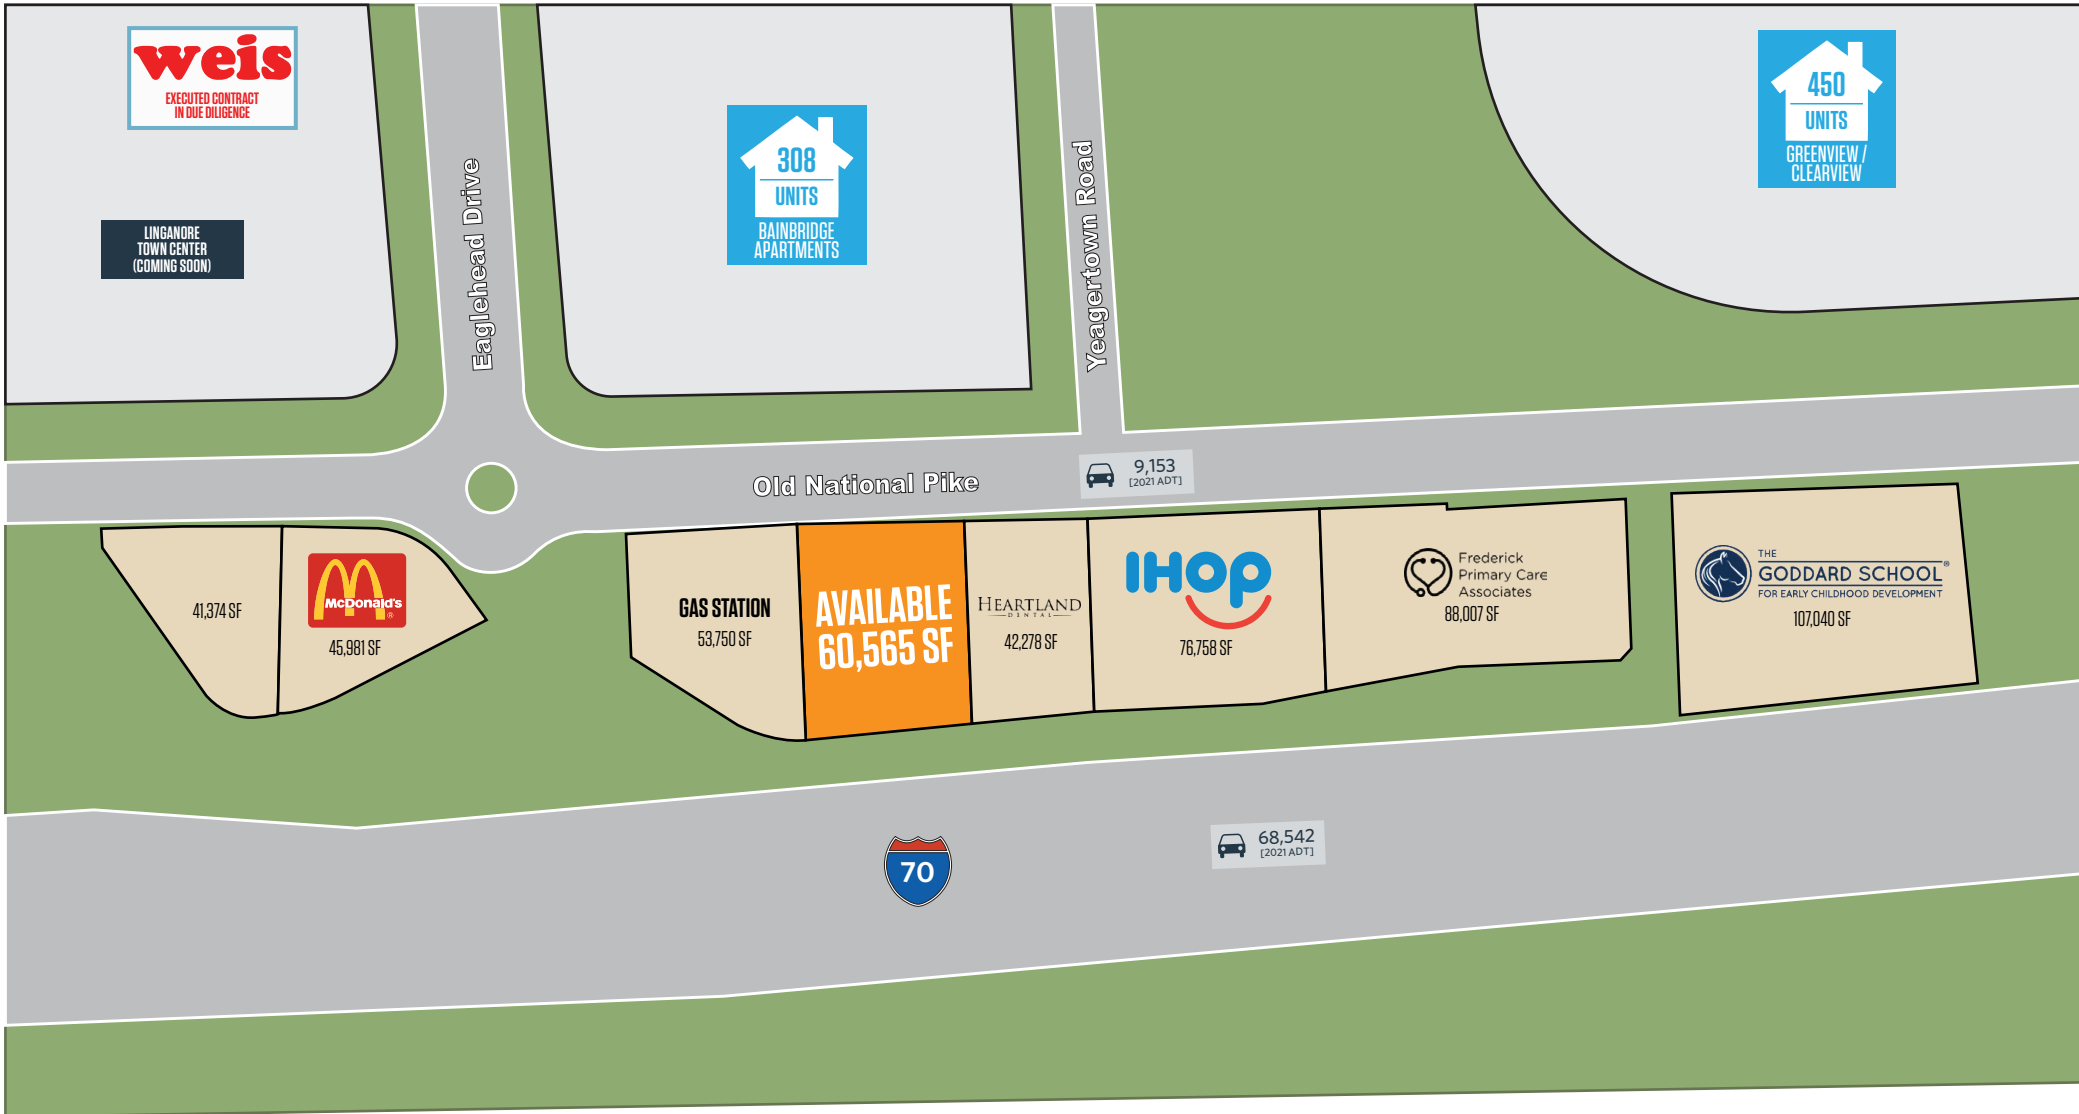 weis
EXECUTED CONTRACT
IN DUE DILIGENCE
LINGANORE
TOWN CENTER
(COMING SOON)
Eaglehead Drive
308
UNITS
BAINBRIDGE
APARTMENTS
Yeagertown Road
450
UNITS
GREENVIEW /
CLEARVIEW
Old National Pike
9,153
[2021 ADT]
41,374 SF
McDonald's
®
45,981 SF
GAS STATION
53,750 SF
AVAILABLE
60,565 SF
HEARTLAND
DENTAL
42,278 SF
IHOP
76,758 SF
Frederick
Primary Care
Associates
88,007 SF
THE
GODDARD SCHOOL®
FOR EARLY CHILDHOOD DEVELOPMENT
107,040 SF
70
68,542
[2021 ADT]